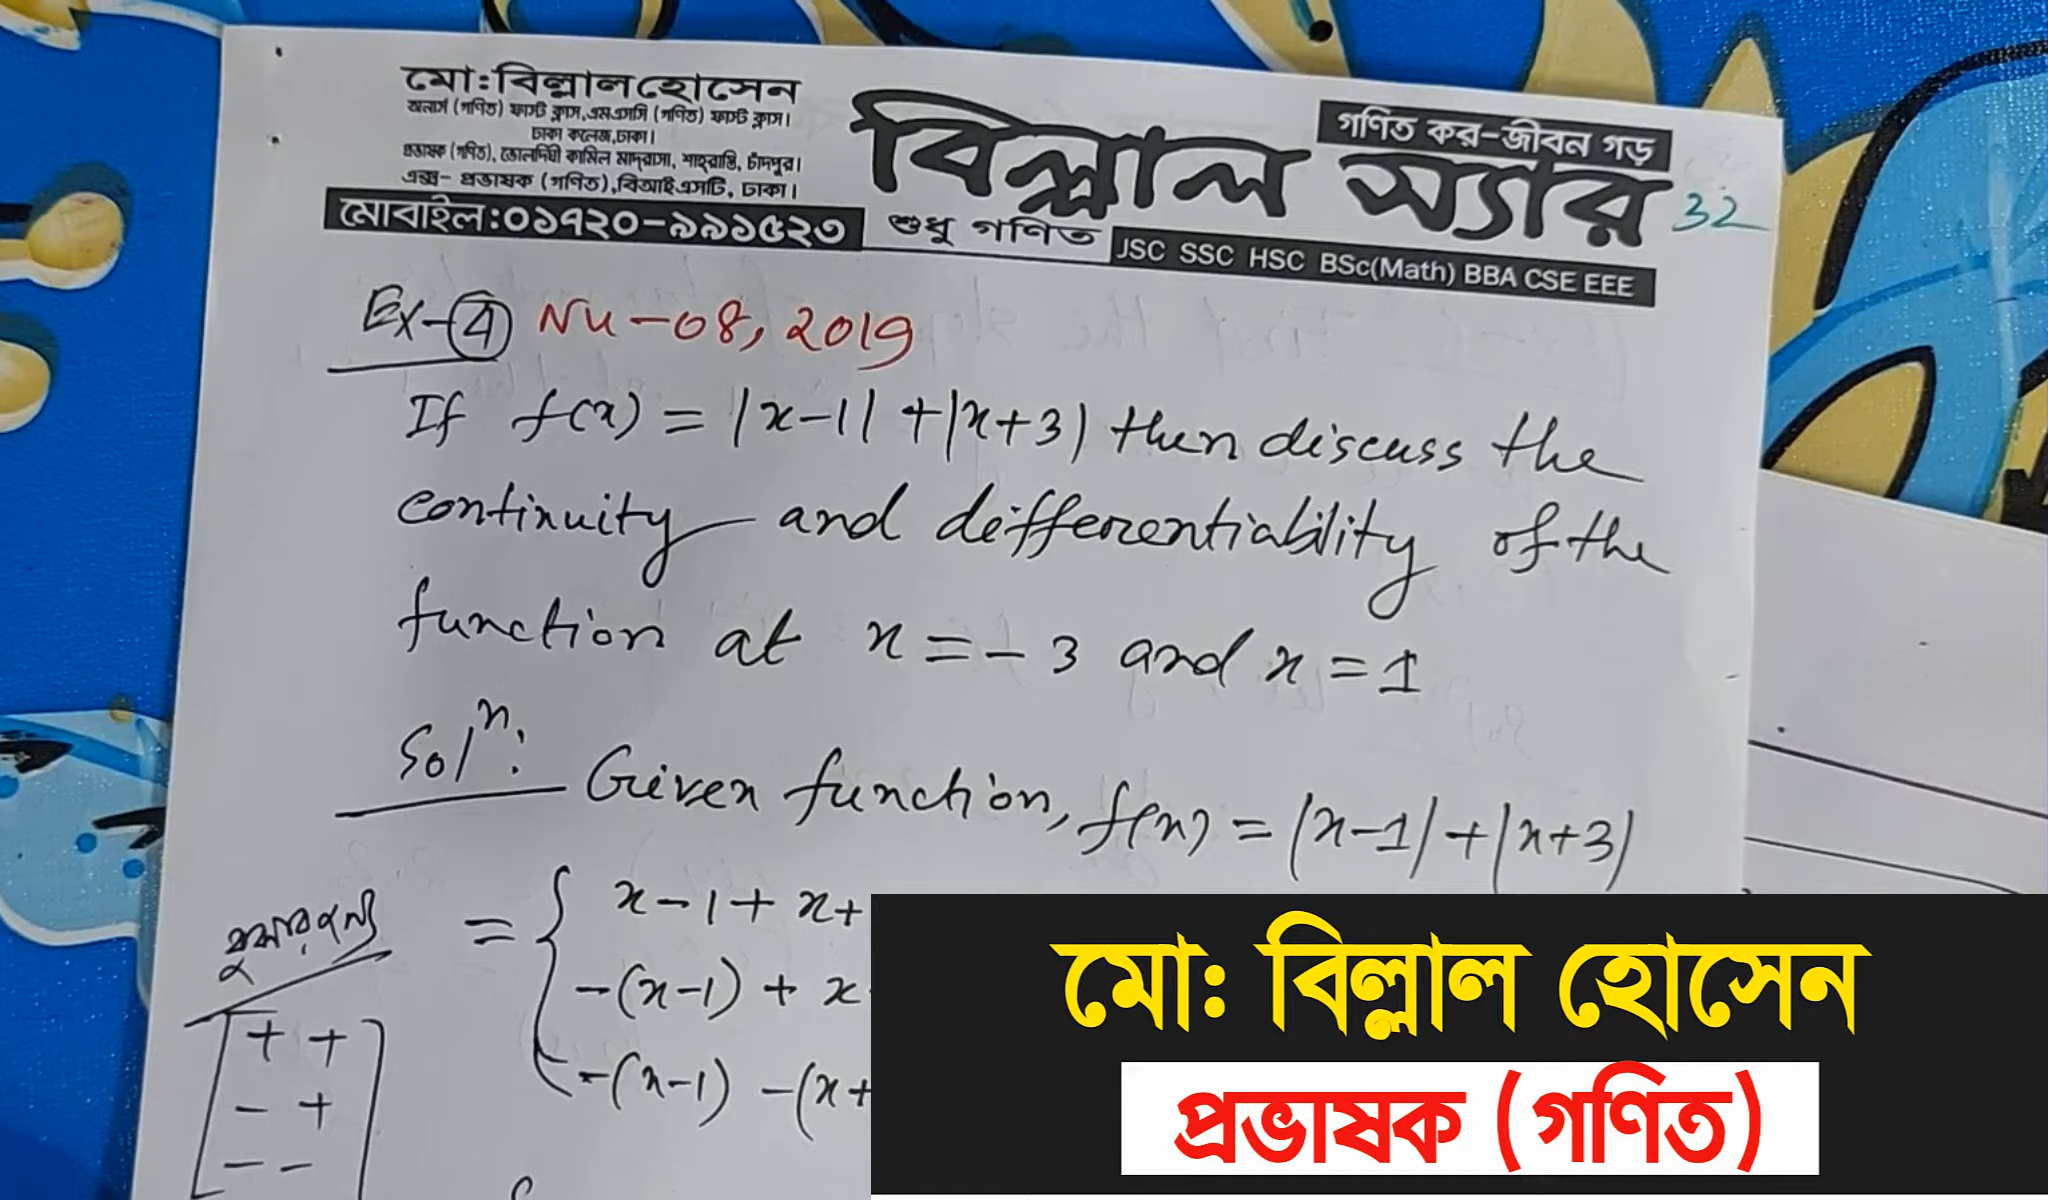 মো: বিল্লাল হোসেন
অনার্স (গণিত) ফার্স্ট ক্লাস, এমএসসি (গণিত) ফার্স্ট ক্লাস।
ঢাকা কলেজ, ঢাকা।
প্রভাষক (গণিত), ভোলদিঘী কামিল মাদ্রাসা, শাহ্‌রাস্তি, চাঁদপুর।
এক্স- প্রভাষক (গণিত), বিআইএসটি, ঢাকা।
মোবাইল: ০১৭২০-৯৯১৫২৩
গণিত কর-জীবন গড়
বিল্লাল স্যার
32
শুধু গণিত
JSC SSC HSC BSc(Math) BBA CSE EEE
Ex-④ NU-08, 2019
If f(x) = |x-1| +|x+3| then discuss the
continuity and differentiability of the
function at x = - 3 and x = 1
Solⁿ: Given function, f(x) = |x-1| + |x+3|
= { x-1 + x+
-(x-1) + x
-(x-1) -(x+
+ +
- +
- -
মো: বিল্লাল হোসেন
প্রভাষক (গণিত)